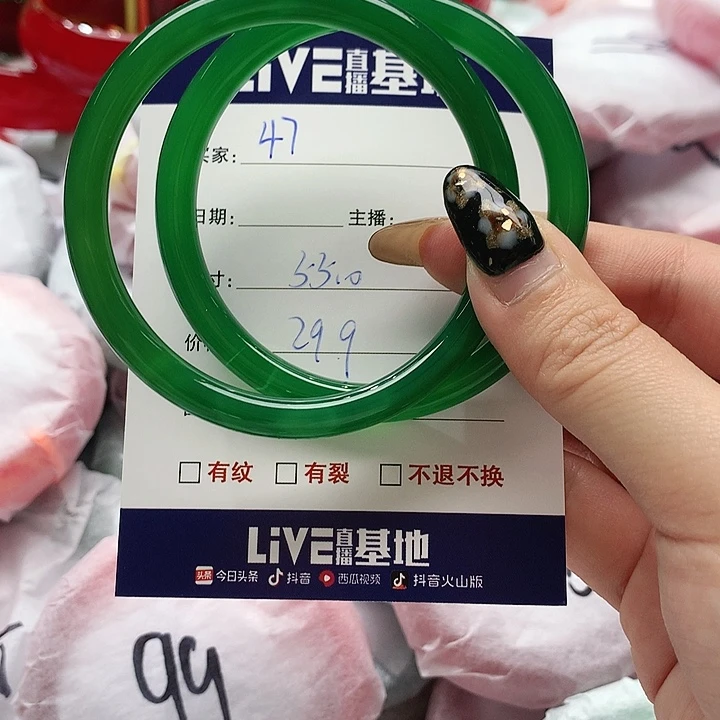 LiVE直播基地
买家: 47
日期: 主播:
寸: 55.0
价 29.9
有纹 有裂 不退不换
LiVE直播基地
头条 今日头条 抖音 西瓜视频 抖音火山版
99